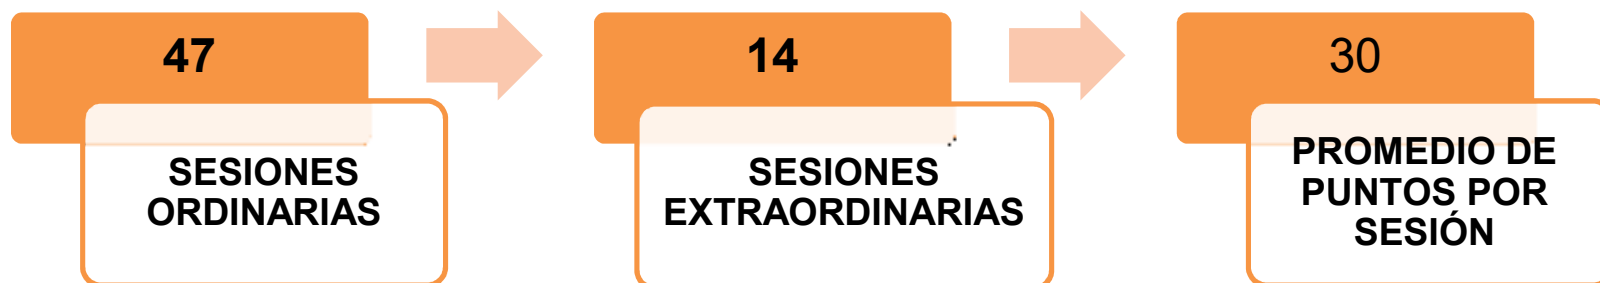 47
SESIONES
ORDINARIAS
14
SESIONES
EXTRAORDINARIAS
30
PROMEDIO DE
PUNTOS POR
SESIÓN